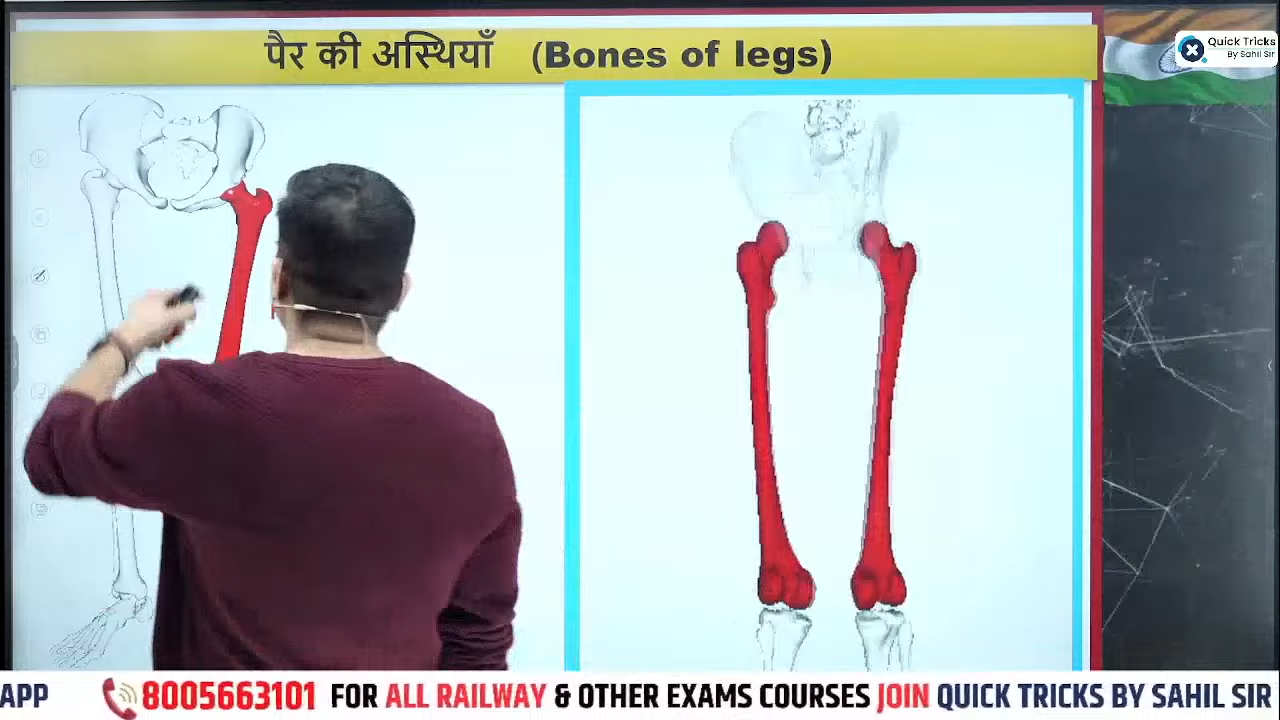 पैर की अस्थियाँ (Bones of legs)
Quick Tricks
By Sahil Sir
APP 8005663101 FOR ALL RAILWAY & OTHER EXAMS COURSES JOIN QUICK TRICKS BY SAHIL SIR